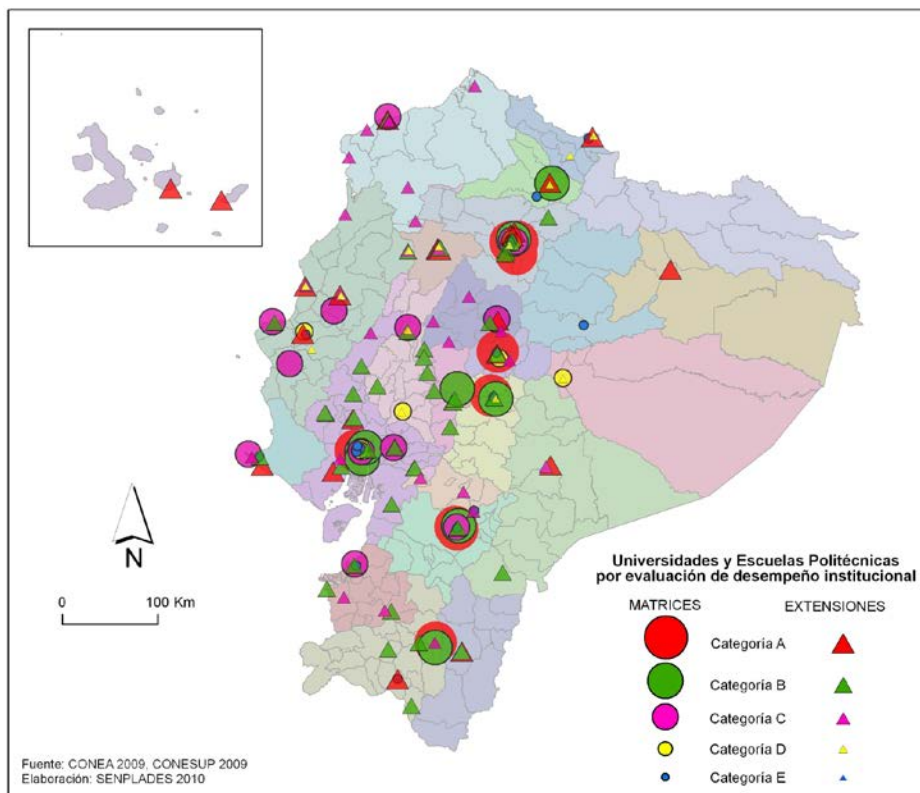 N
0 100 Km
Universidades y Escuelas Politécnicas
por evaluación de desempeño institucional
MATRICES EXTENSIONES
Categoría A
Categoría B
Categoría C
Categoría D
Categoría E
Fuente: CONEA 2009, CONESUP 2009
Elaboración: SENPLADES 2010